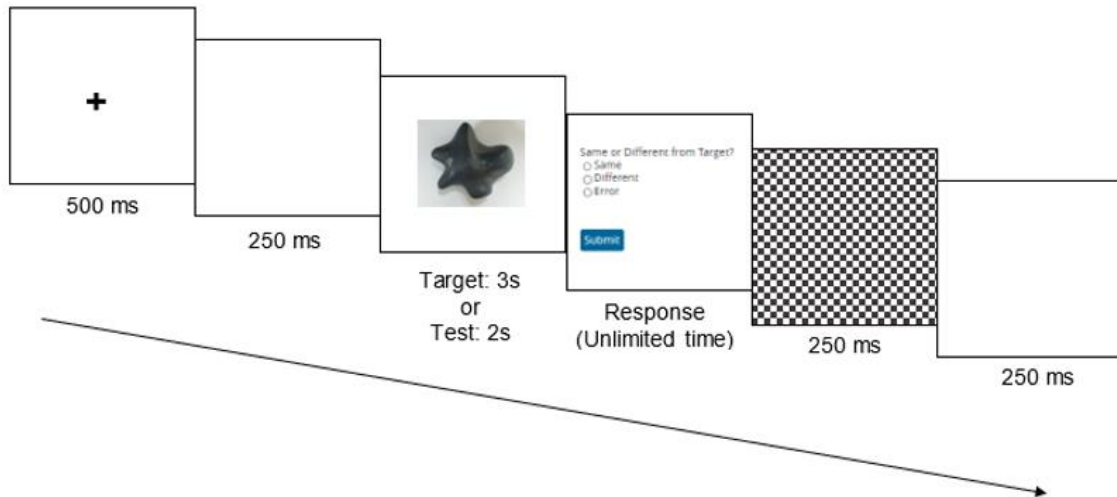 500 ms
250 ms
Target: 3s
or
Test: 2s
Same or Different from Target?
Same
Different
Error
Submit
Response
(Unlimited time)
250 ms
250 ms